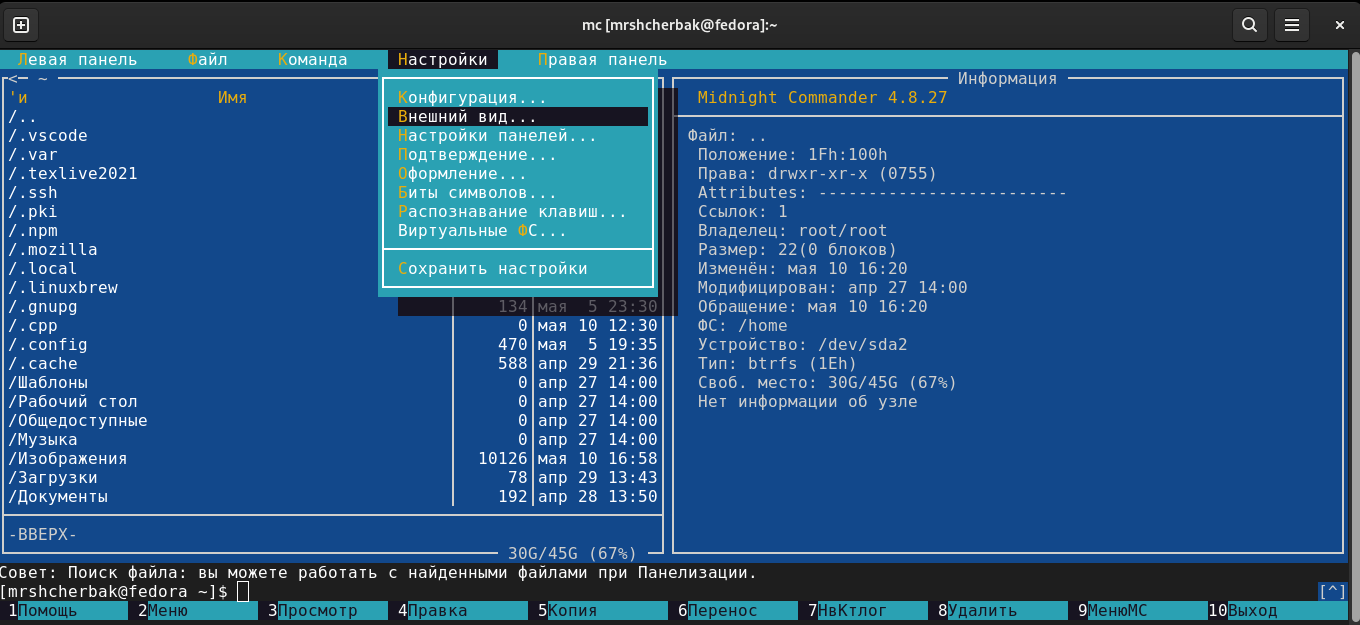 mc [mrshcherbak@fedora]:~
Левая панель Файл Команда Настройки Правая панель
<─ ~
'и Имя
/..
/.vscode
/.var
/.texlive2021
/.ssh
/.pki
/.npm
/.mozilla
/.local
/.linuxbrew
/.gnupg 134 мая 5 23:30
/.cpp 0 мая 10 12:30
/.config 470 мая 5 19:35
/.cache 588 апр 29 21:36
/Шаблоны 0 апр 27 14:00
/Рабочий стол 0 апр 27 14:00
/Общедоступные 0 апр 27 14:00
/Музыка 0 апр 27 14:00
/Изображения 10126 мая 10 16:58
/Загрузки 78 апр 29 13:43
/Документы 192 апр 28 13:50
-ВВЕРХ-
30G/45G (67%)
Конфигурация...
Внешний вид...
Настройки панелей...
Подтверждение...
Оформление...
Биты символов...
Распознавание клавиш...
Виртуальные ФС...
Сохранить настройки
Информация
Midnight Commander 4.8.27
Файл: ..
Положение: 1Fh:100h
Права: drwxr-xr-x (0755)
Attributes: -------------------------
Ссылок: 1
Владелец: root/root
Размер: 22(0 блоков)
Изменён: мая 10 16:20
Модифицирован: апр 27 14:00
Обращение: мая 10 16:20
ФС: /home
Устройство: /dev/sda2
Тип: btrfs (1Eh)
Своб. место: 30G/45G (67%)
Нет информации об узле
Совет: Поиск файла: вы можете работать с найденными файлами при Панелизации.
[mrshcherbak@fedora ~]$ [^]
1Помощь 2Меню 3Просмотр 4Правка 5Копия 6Перенос 7НвКтлог 8Удалить 9МенюМС 10Выход